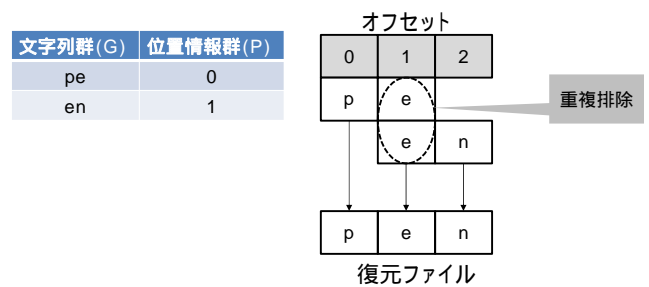 文字列群(G) 位置情報群(P)
pe 0
en 1
オフセット
0 1 2
p e
e n
重複排除
p e n
復元ファイル